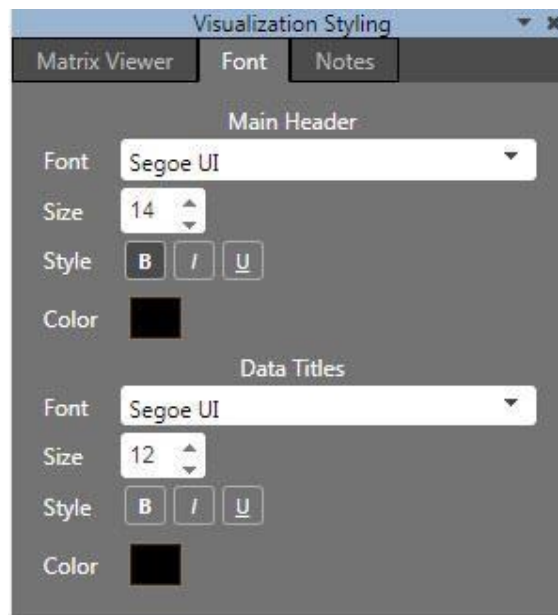 Visualization Styling
Matrix Viewer Font Notes
Main Header
Font Segoe UI
Size 14
Style B I U
Color
Data Titles
Font Segoe UI
Size 12
Style B I U
Color